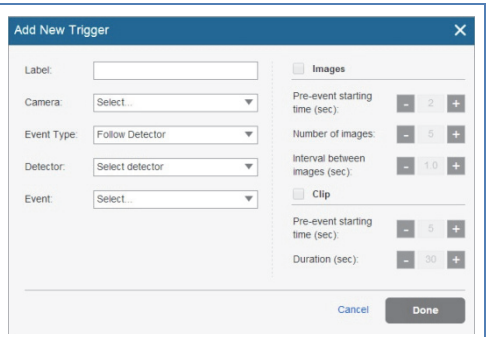 Add New Trigger
Label:
Camera: Select...
Event Type: Follow Detector
Detector: Select detector
Event: Select...
Images
Pre-event starting
time (sec): - 2 +
Number of images: - 5 +
Interval between
images (sec): - 1.0 +
Clip
Pre-event starting
time (sec): - 5 +
Duration (sec): - 30 +
Cancel Done